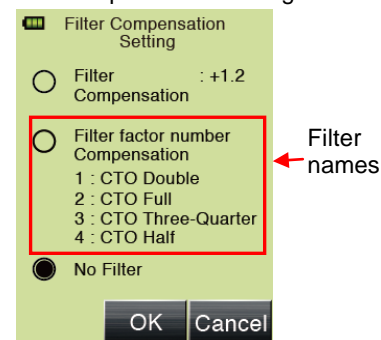 Filter Compensation
Setting
Filter : +1.2
Compensation
Filter factor number
Compensation
1 : CTO Double
2 : CTO Full
3 : CTO Three-Quarter
4 : CTO Half
No Filter
OK Cancel
Filter
names